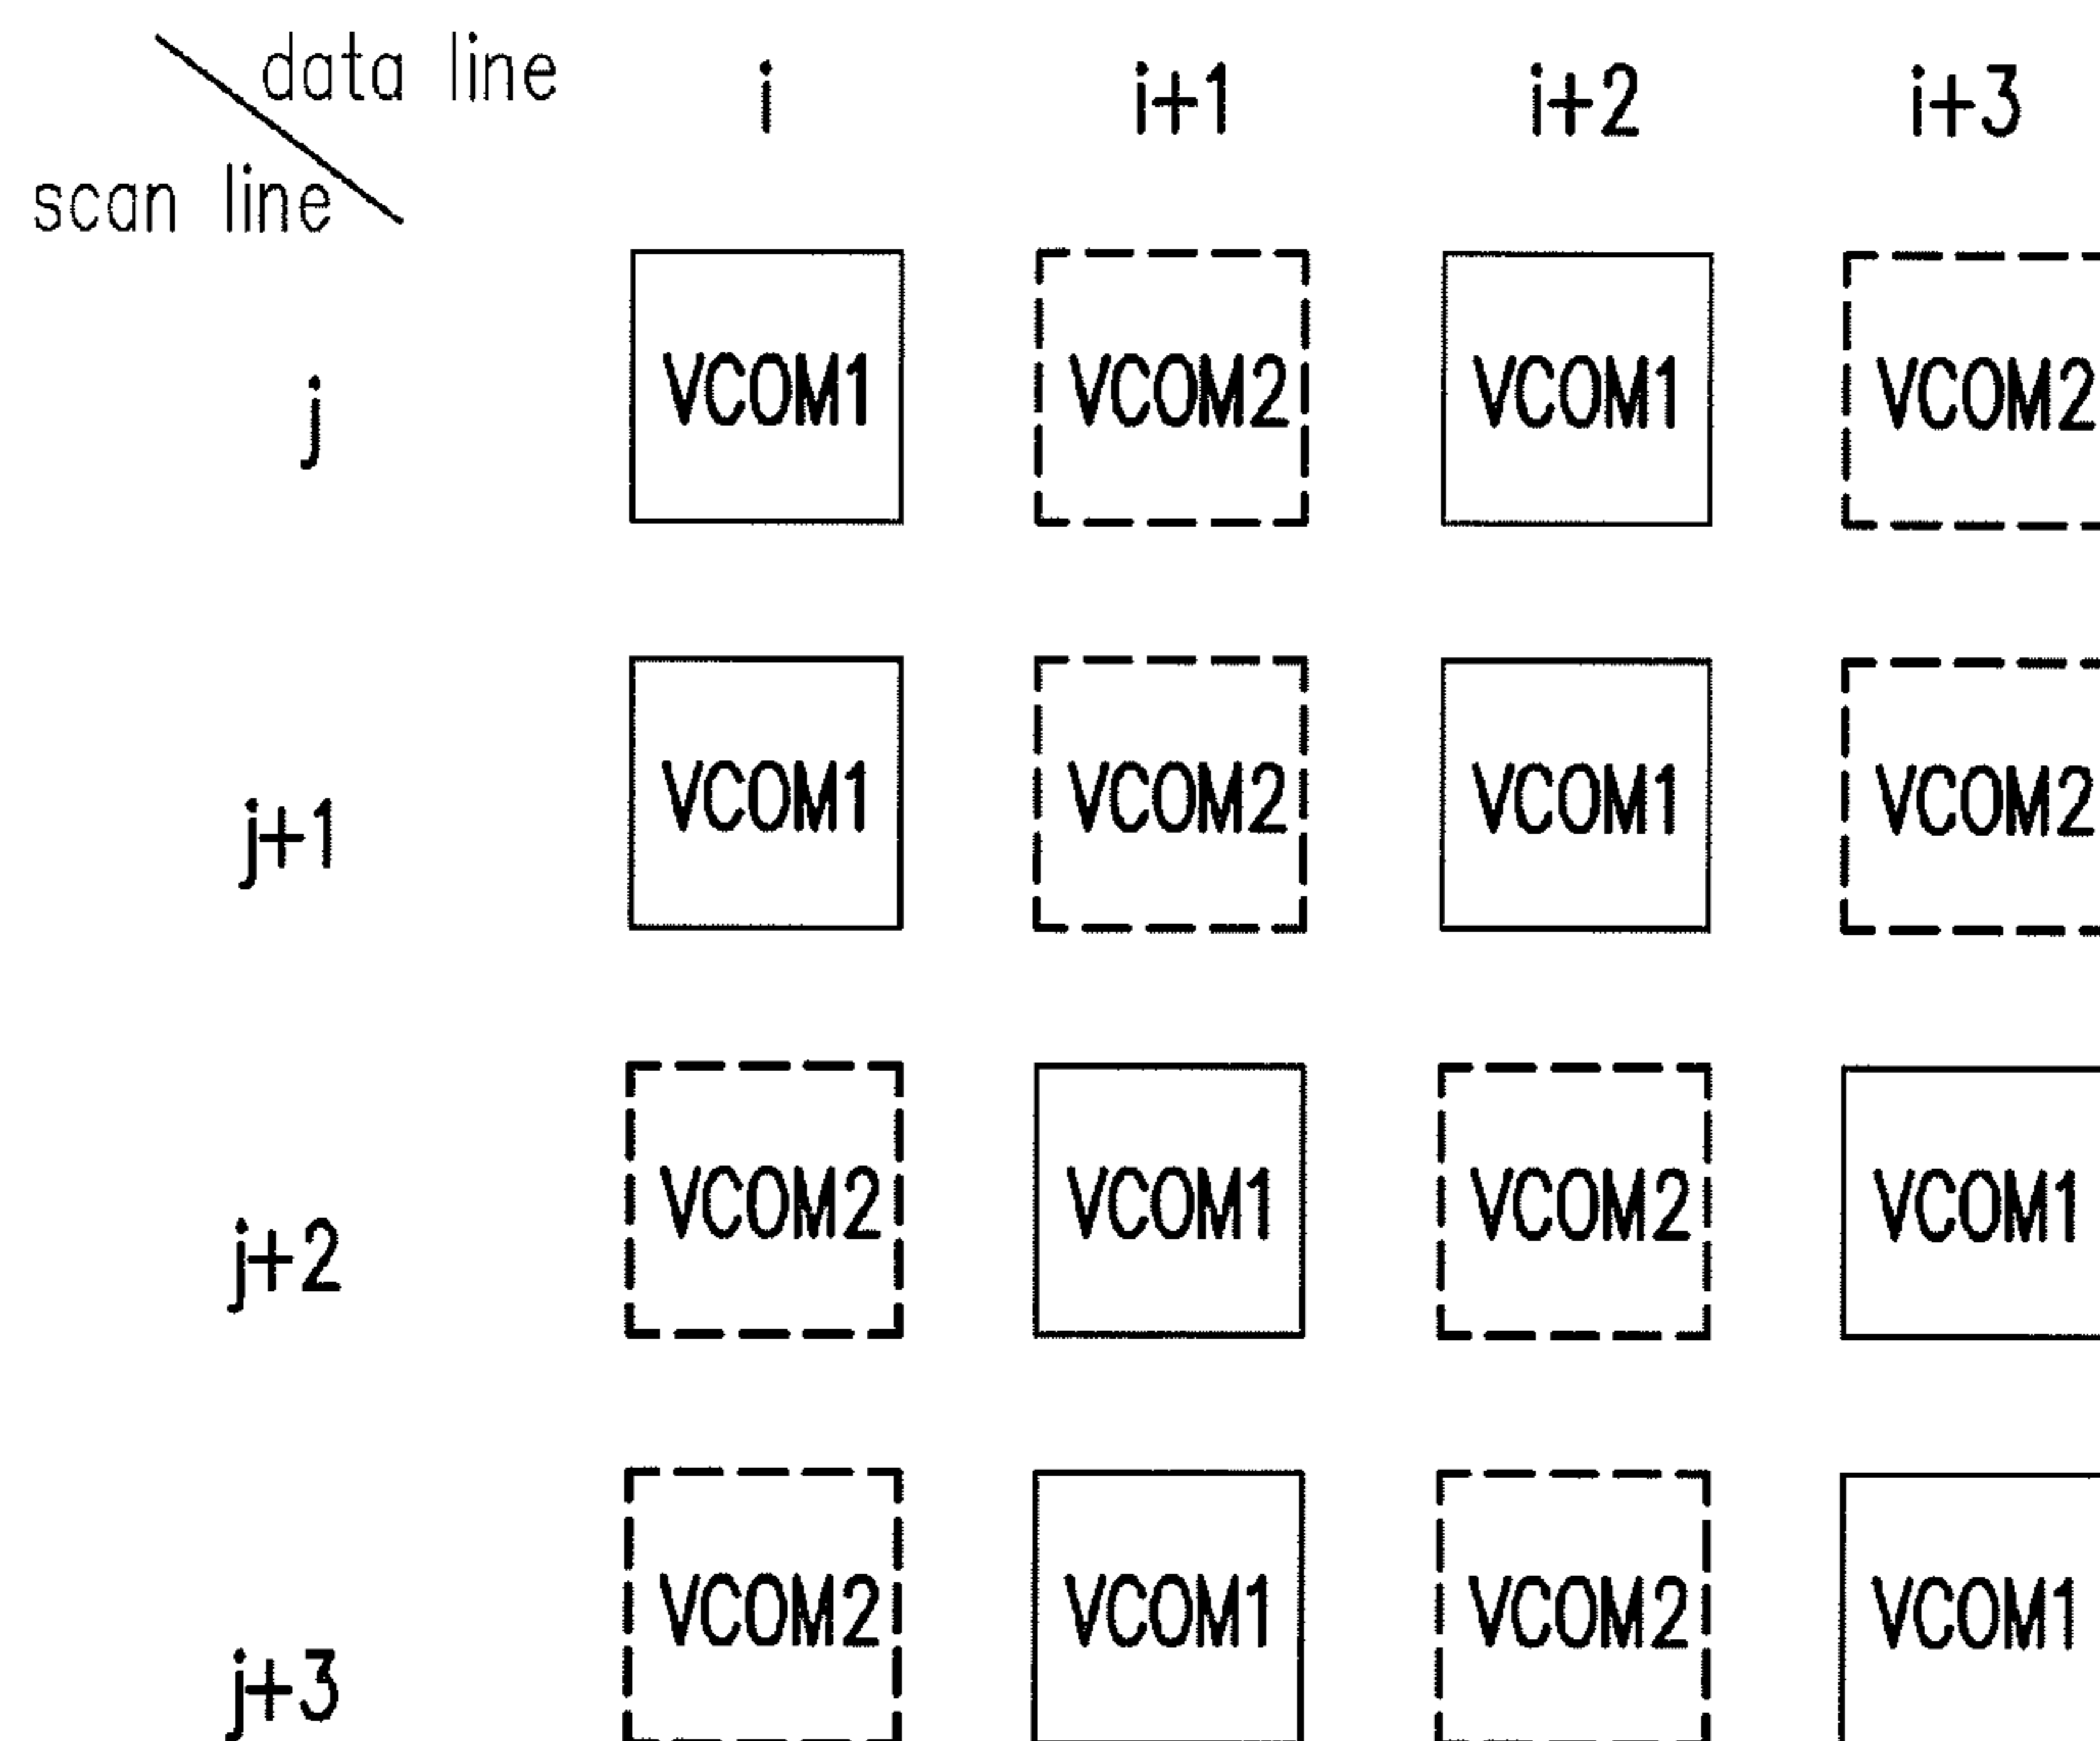 data line i i+1 i+2 i+3
scan line
j VCOM1 VCOM2 VCOM1 VCOM2
j+1 VCOM1 VCOM2 VCOM1 VCOM2
j+2 VCOM2 VCOM1 VCOM2 VCOM1
j+3 VCOM2 VCOM1 VCOM2 VCOM1